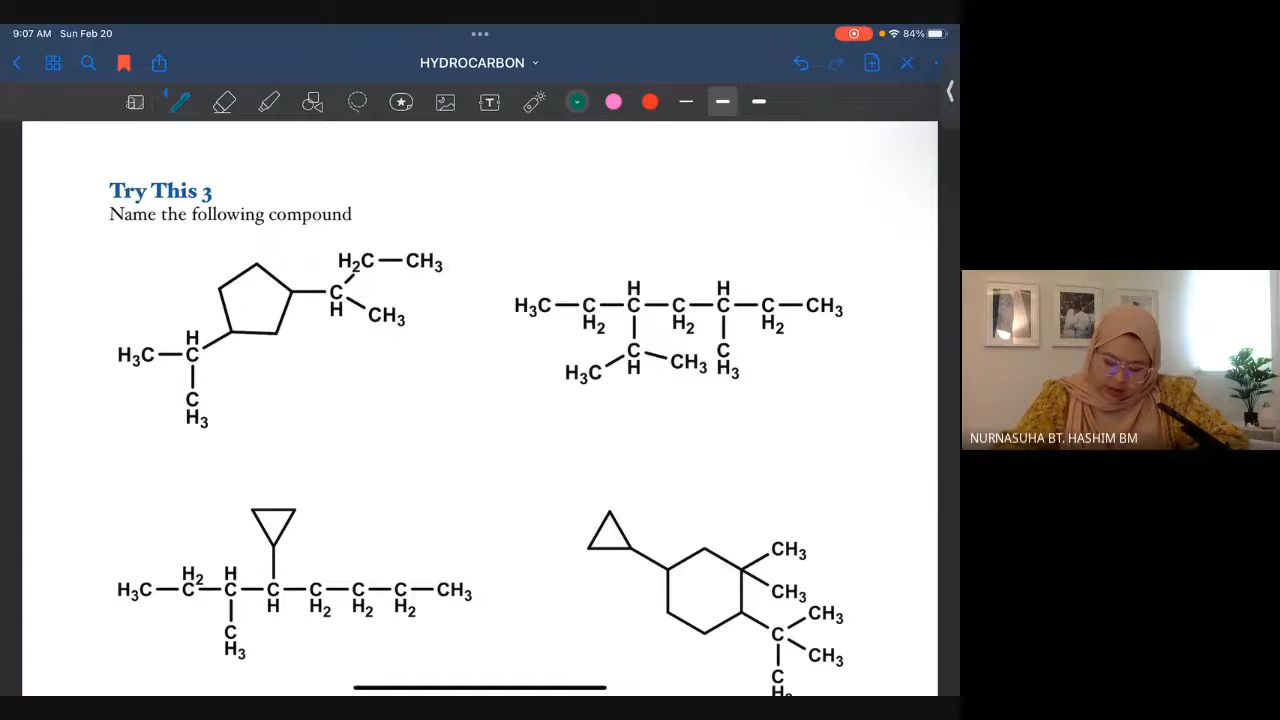 9:07 AM Sun Feb 20
84%
HYDROCARBON
T
Try This 3
Name the following compound
H₂C—CH₃
C
H
CH₃
H
H₃C—C
C
H₃
H H
H₃C—C—C—C—C—C—CH₃
H₂ H₂ H₂
C C
H₃C H CH₃ H₃
H₂ H
H₃C—C—C—C—C—C—C—CH₃
H H₂ H₂ H₂
C
H₃
CH₃
CH₃
CH₃
C
CH₃
C
NURNASUHA BT. HASHIM BM